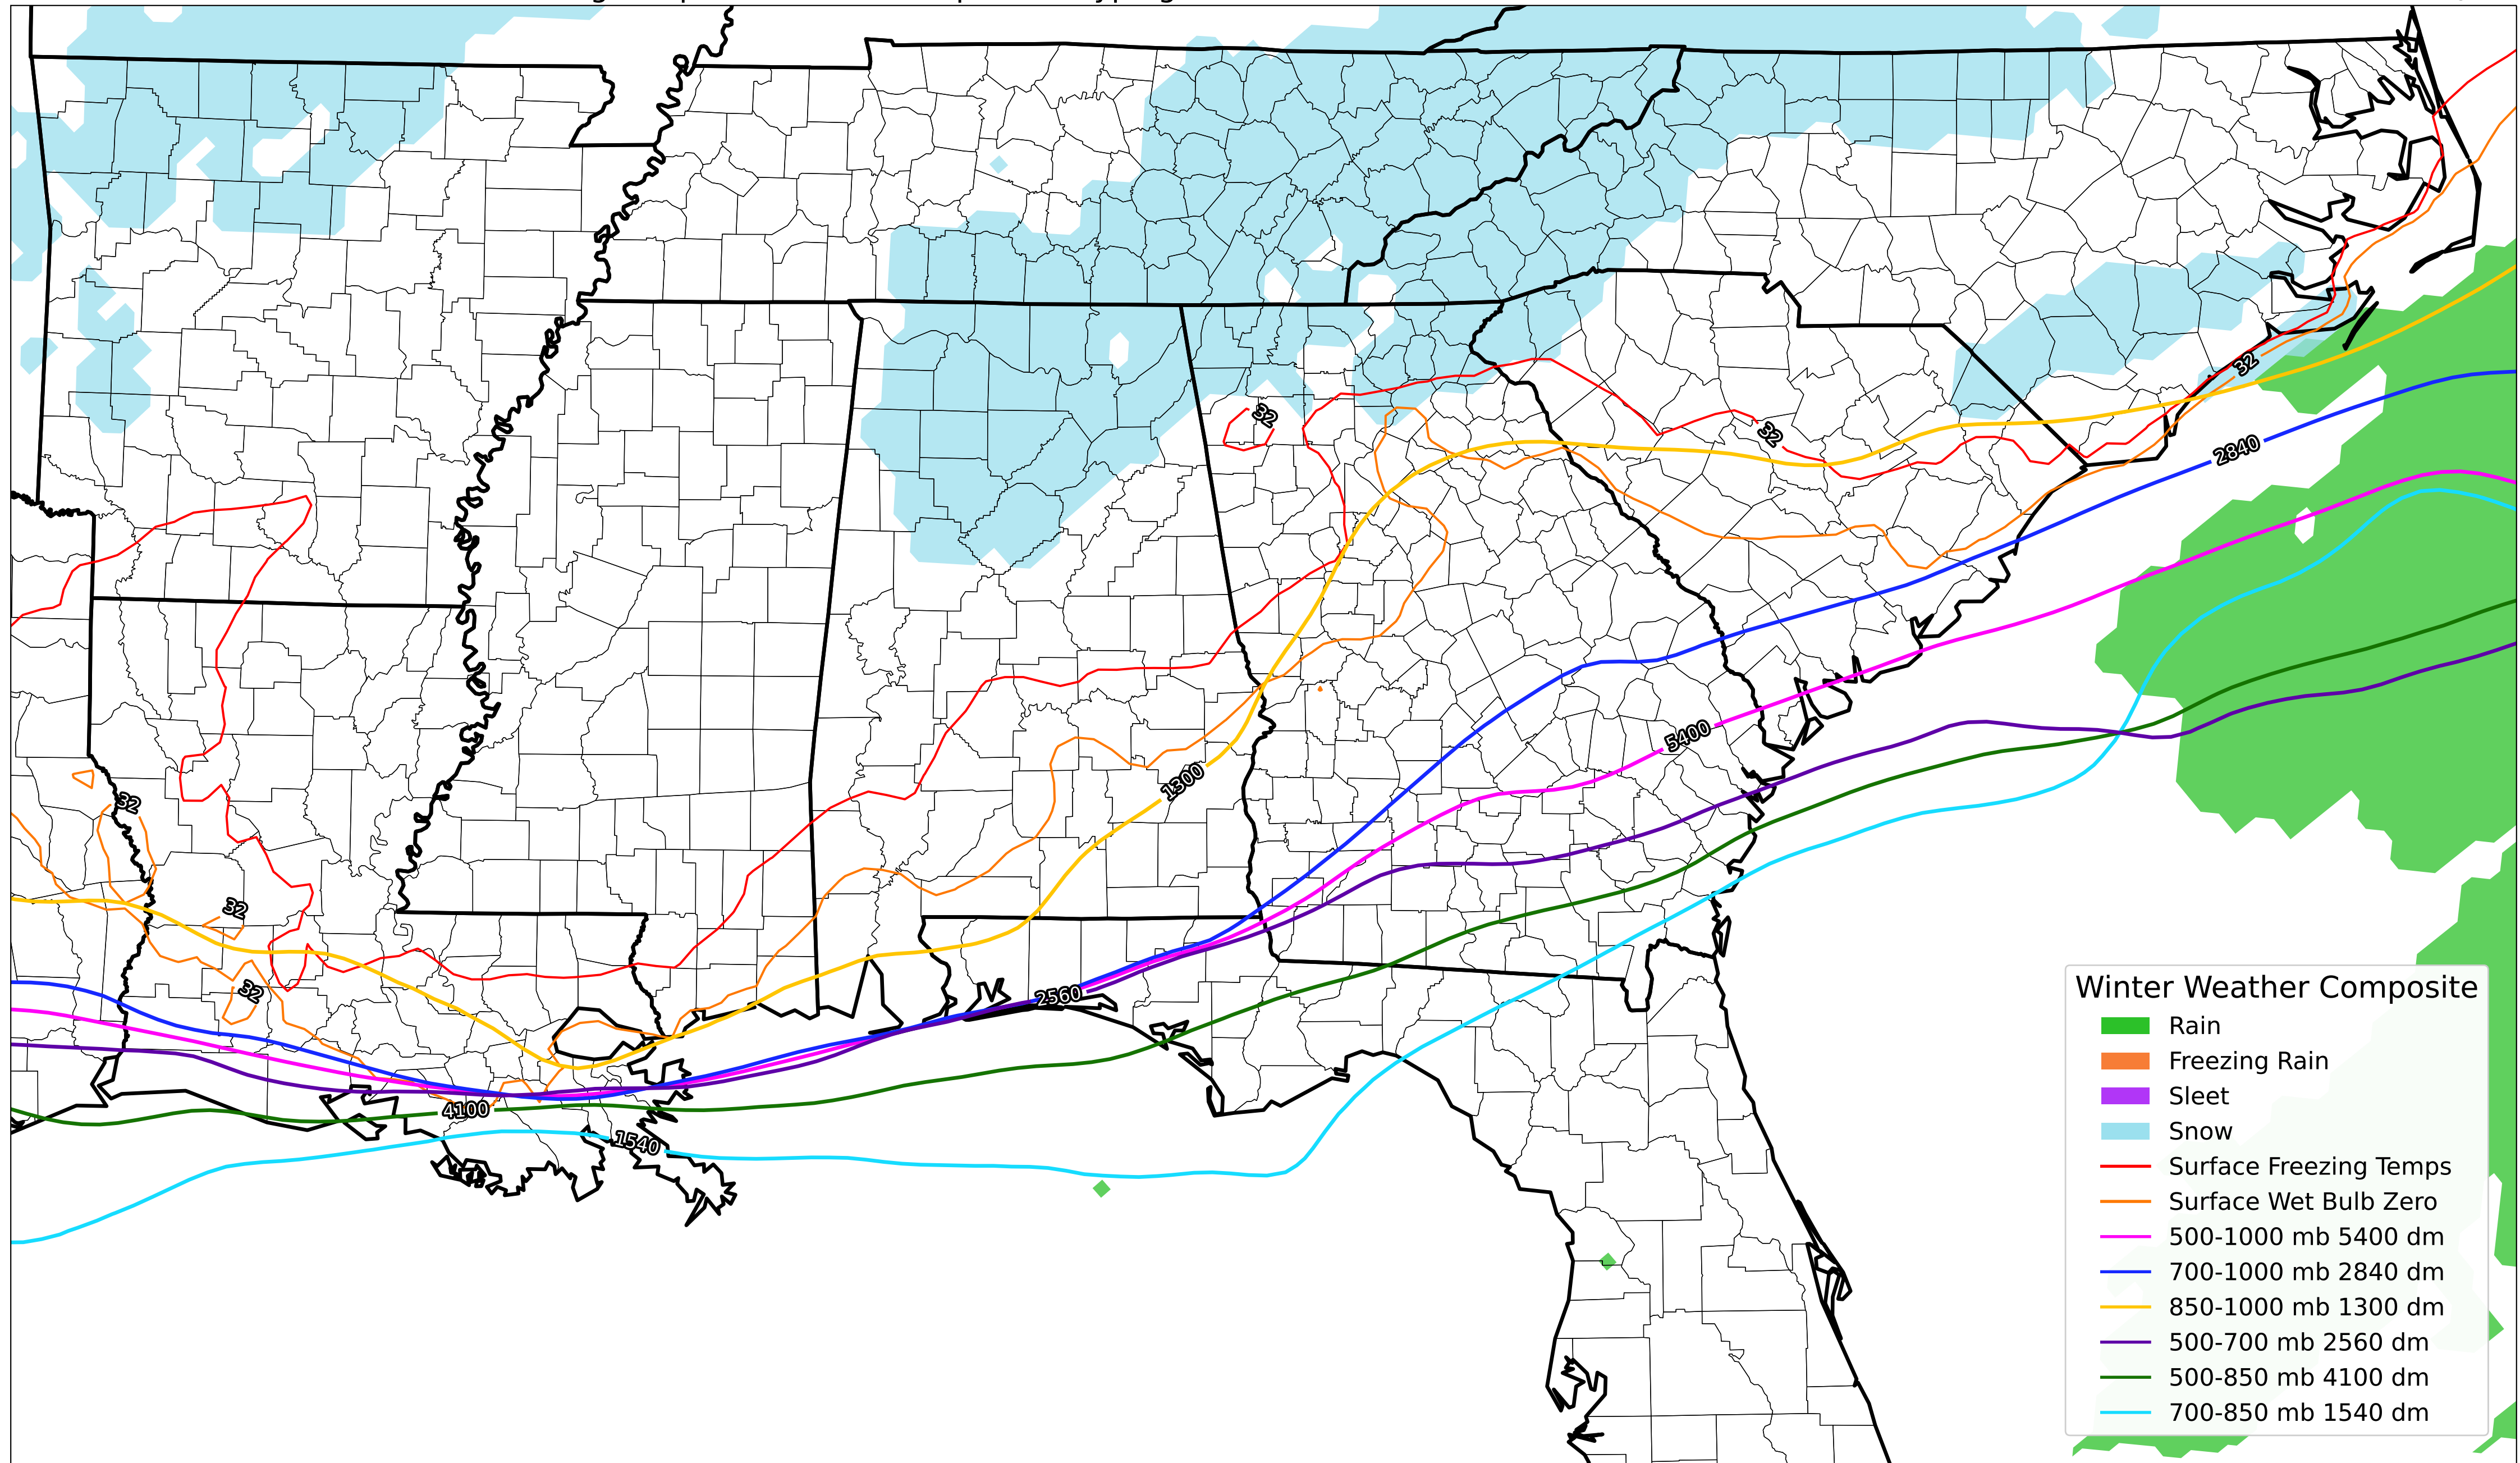 32
32
32
2840
5400
1300
32
32
32
2560
4100
1540
Winter Weather Composite
Rain
Freezing Rain
Sleet
Snow
Surface Freezing Temps
Surface Wet Bulb Zero
500-1000 mb 5400 dm
700-1000 mb 2840 dm
850-1000 mb 1300 dm
500-700 mb 2560 dm
500-850 mb 4100 dm
700-850 mb 1540 dm